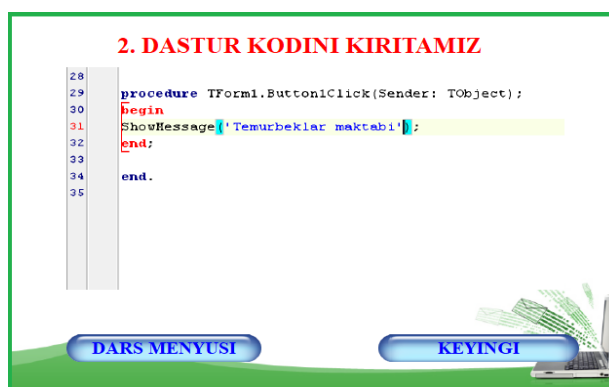 2. DASTUR KODINI KIRITAMIZ
28
29 procedure TForm1.Button1Click(Sender: TObject);
30 begin
31 ShowMessage('Temurbeklar maktabi');
32 end;
33
34 end.
35
DARS MENYUSI
KEYINGI